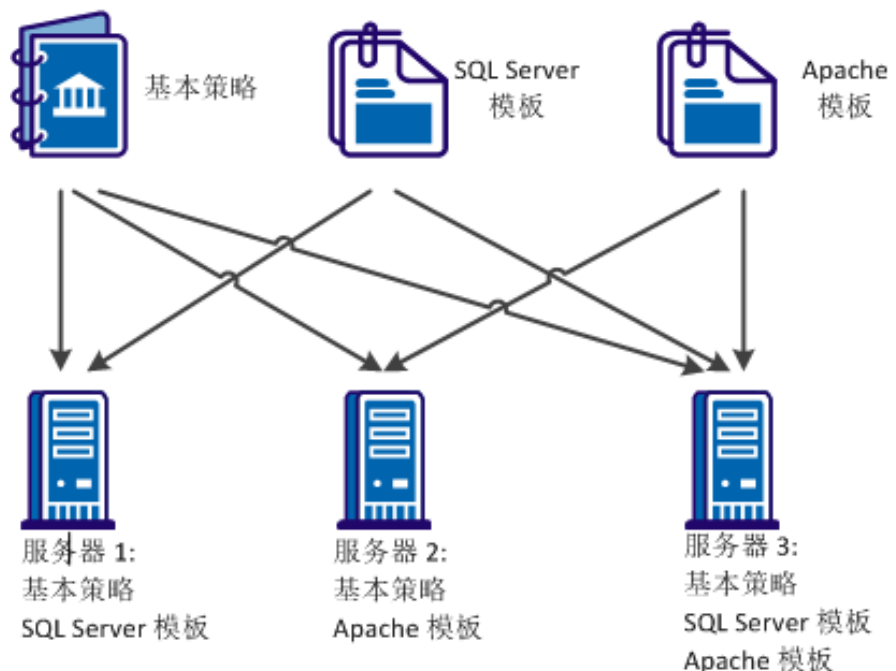 基本策略
SQL Server
模板
Apache
模板
服务器 1:
基本策略
SQL Server 模板
服务器 2:
基本策略
Apache 模板
服务器 3:
基本策略
SQL Server 模板
Apache 模板